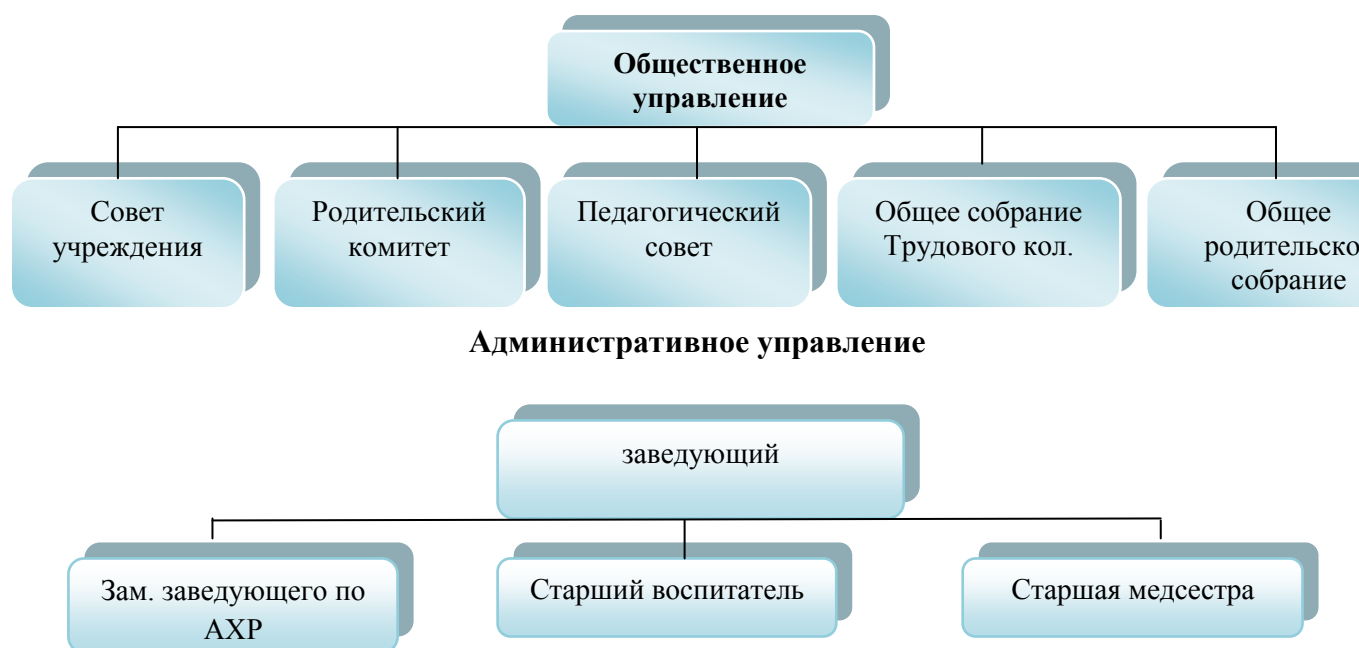 Общественное
управление
Совет
учреждения
Родительский
комитет
Педагогический
совет
Общее собрание
Трудового кол.
Общее
родительско
собрание
Административное управление
заведующий
Зам. заведующего по
АХР
Старший воспитатель
Старшая медсестра